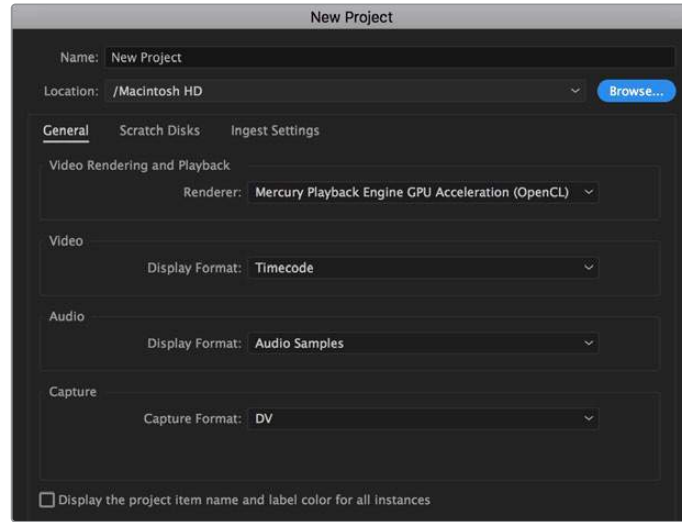 New Project
Name: New Project
Location: /Macintosh HD Browse...
General Scratch Disks Ingest Settings
Video Rendering and Playback
Renderer: Mercury Playback Engine GPU Acceleration (OpenCL)
Video
Display Format: Timecode
Audio
Display Format: Audio Samples
Capture
Capture Format: DV
Display the project item name and label color for all instances